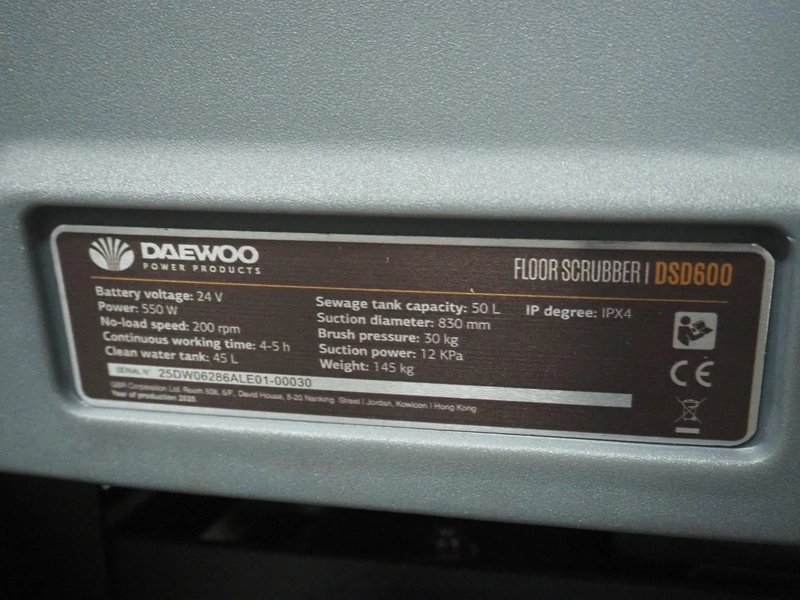 DAEWOO
POWER PRODUCTS
FLOOR SCRUBBER | DSD600
Battery voltage: 24 V
Power: 550 W
No-load speed: 200 rpm
Continuous working time: 4-5 h
Clean water tank: 45 L
Sewage tank capacity: 50 L
Suction diameter: 830 mm
Brush pressure: 30 kg
Suction power: 12 KPa
Weight: 145 kg
IP degree: IPX4
SERIAL N° 25DW06286ALE01-00030
GBR Corporation Ltd. Room 508, 5/F., David House, 8-20 Nanking Street | Jordan, Kowloon | Hong Kong
Year of production 2025
CE